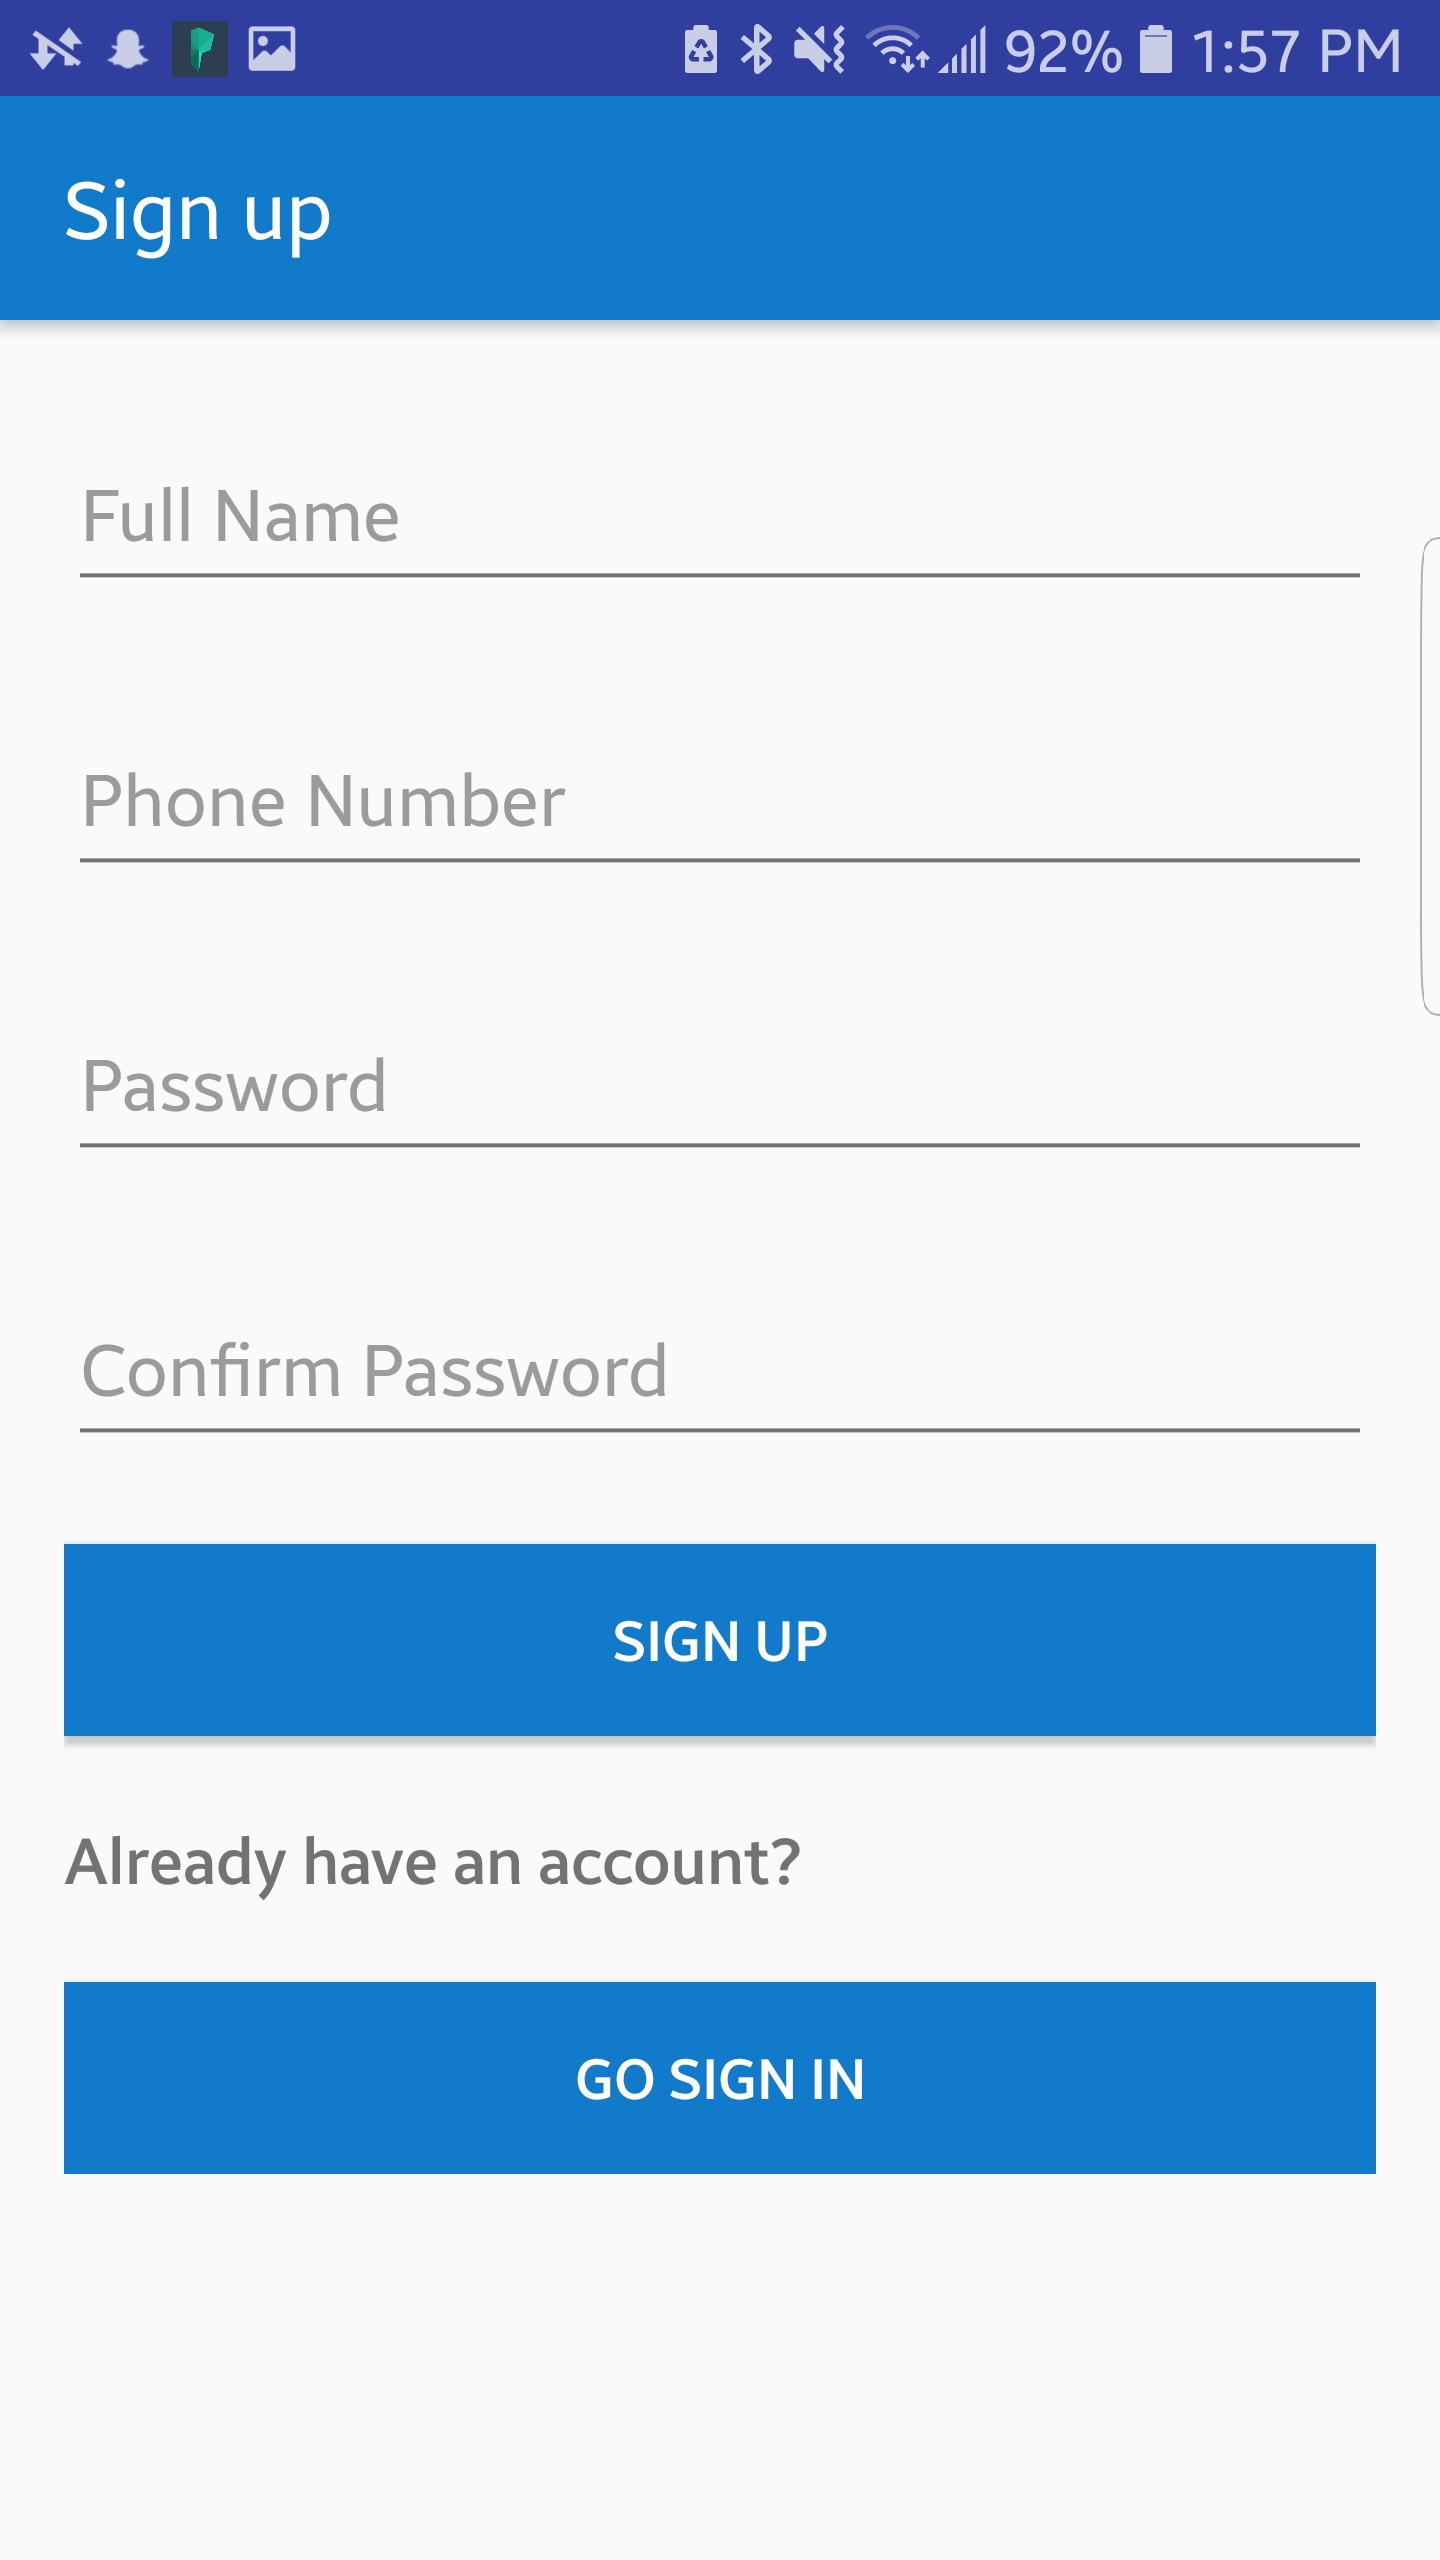 92% 1:57 PM
Sign up
Full Name
Phone Number
Password
Confirm Password
SIGN UP
Already have an account?
GO SIGN IN